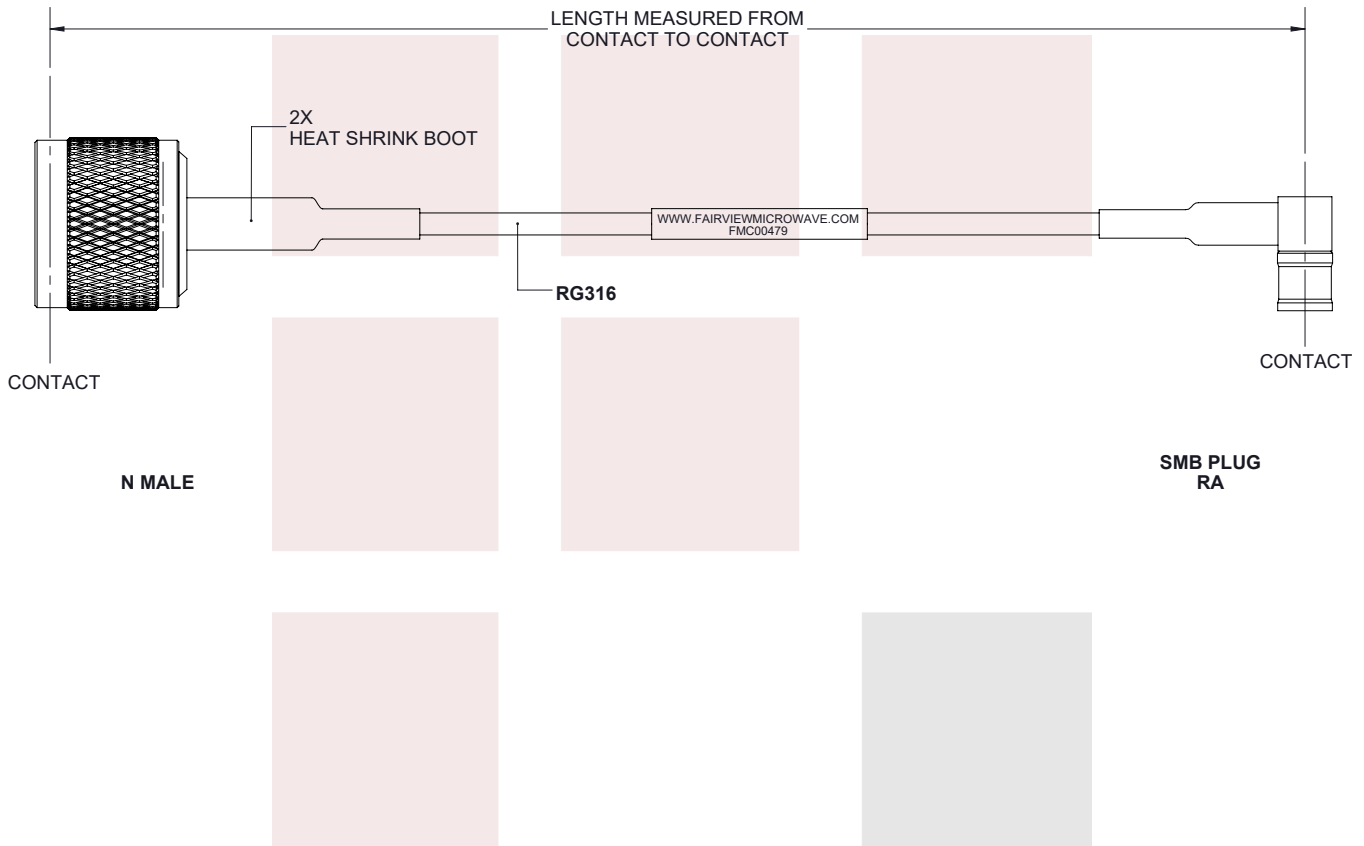 LENGTH MEASURED FROM
CONTACT TO CONTACT
2X
HEAT SHRINK BOOT
WWW.FAIRVIEWMICROWAVE.COM
FMC00479
RG316
CONTACT
CONTACT
N MALE
SMB PLUG
RA